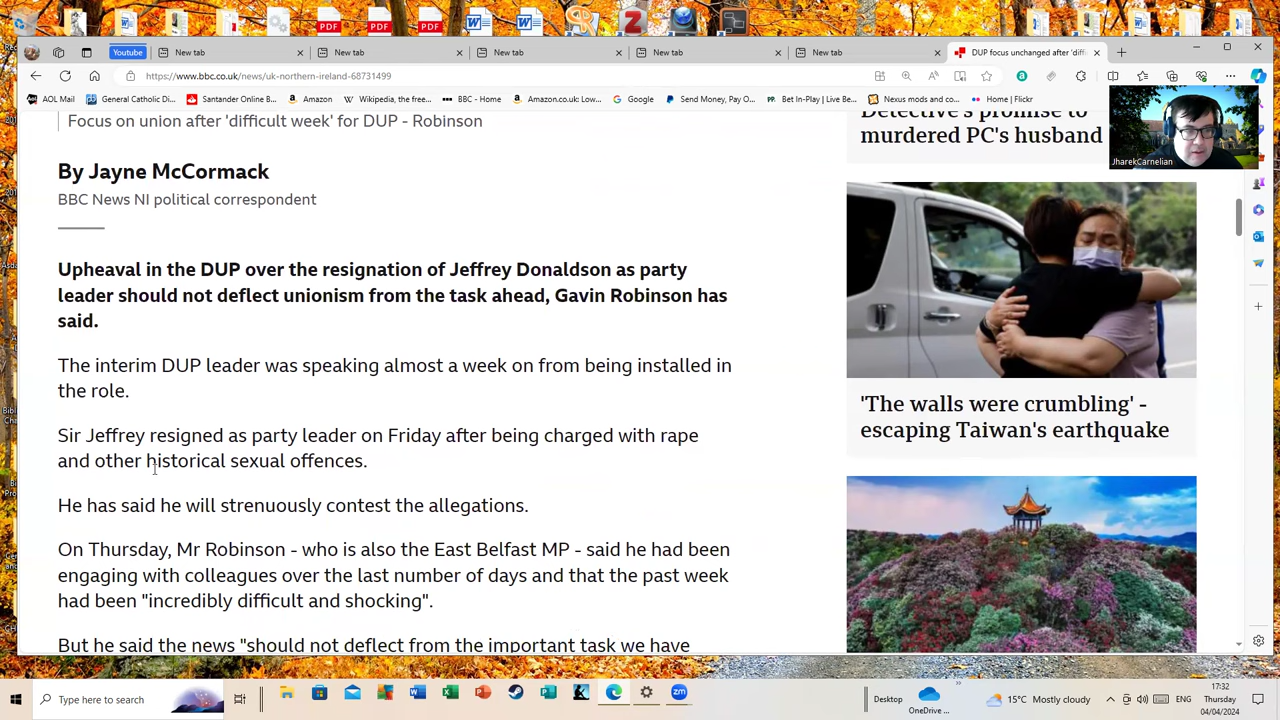 PDF
PDF
PDF
Youtube
New tab
New tab
New tab
New tab
New tab
DUP focus unchanged after 'diffi
https://www.bbc.co.uk/news/uk-northern-ireland-68731499
AOL Mail
General Catholic Di...
Santander Online B...
Amazon
Wikipedia, the free...
BBC - Home
Amazon.co.uk: Low...
Google
Send Money, Pay O...
Bet In-Play | Live Be...
Nexus mods and co...
Home | Flickr
JharekCarnelian
Focus on union after 'difficult week' for DUP - Robinson
By Jayne McCormack
BBC News NI political correspondent
Upheaval in the DUP over the resignation of Jeffrey Donaldson as party
leader should not deflect unionism from the task ahead, Gavin Robinson has
said.
The interim DUP leader was speaking almost a week on from being installed in
the role.
Sir Jeffrey resigned as party leader on Friday after being charged with rape
and other historical sexual offences.
He has said he will strenuously contest the allegations.
On Thursday, Mr Robinson - who is also the East Belfast MP - said he had been
engaging with colleagues over the last number of days and that the past week
had been "incredibly difficult and shocking".
But he said the news "should not deflect from the important task we have
Detective's promise to
murdered PC's husband
'The walls were crumbling' -
escaping Taiwan's earthquake
Type here to search
Desktop
OneDrive
15°C Mostly cloudy
ENG
17:32
Thursday
04/04/2024